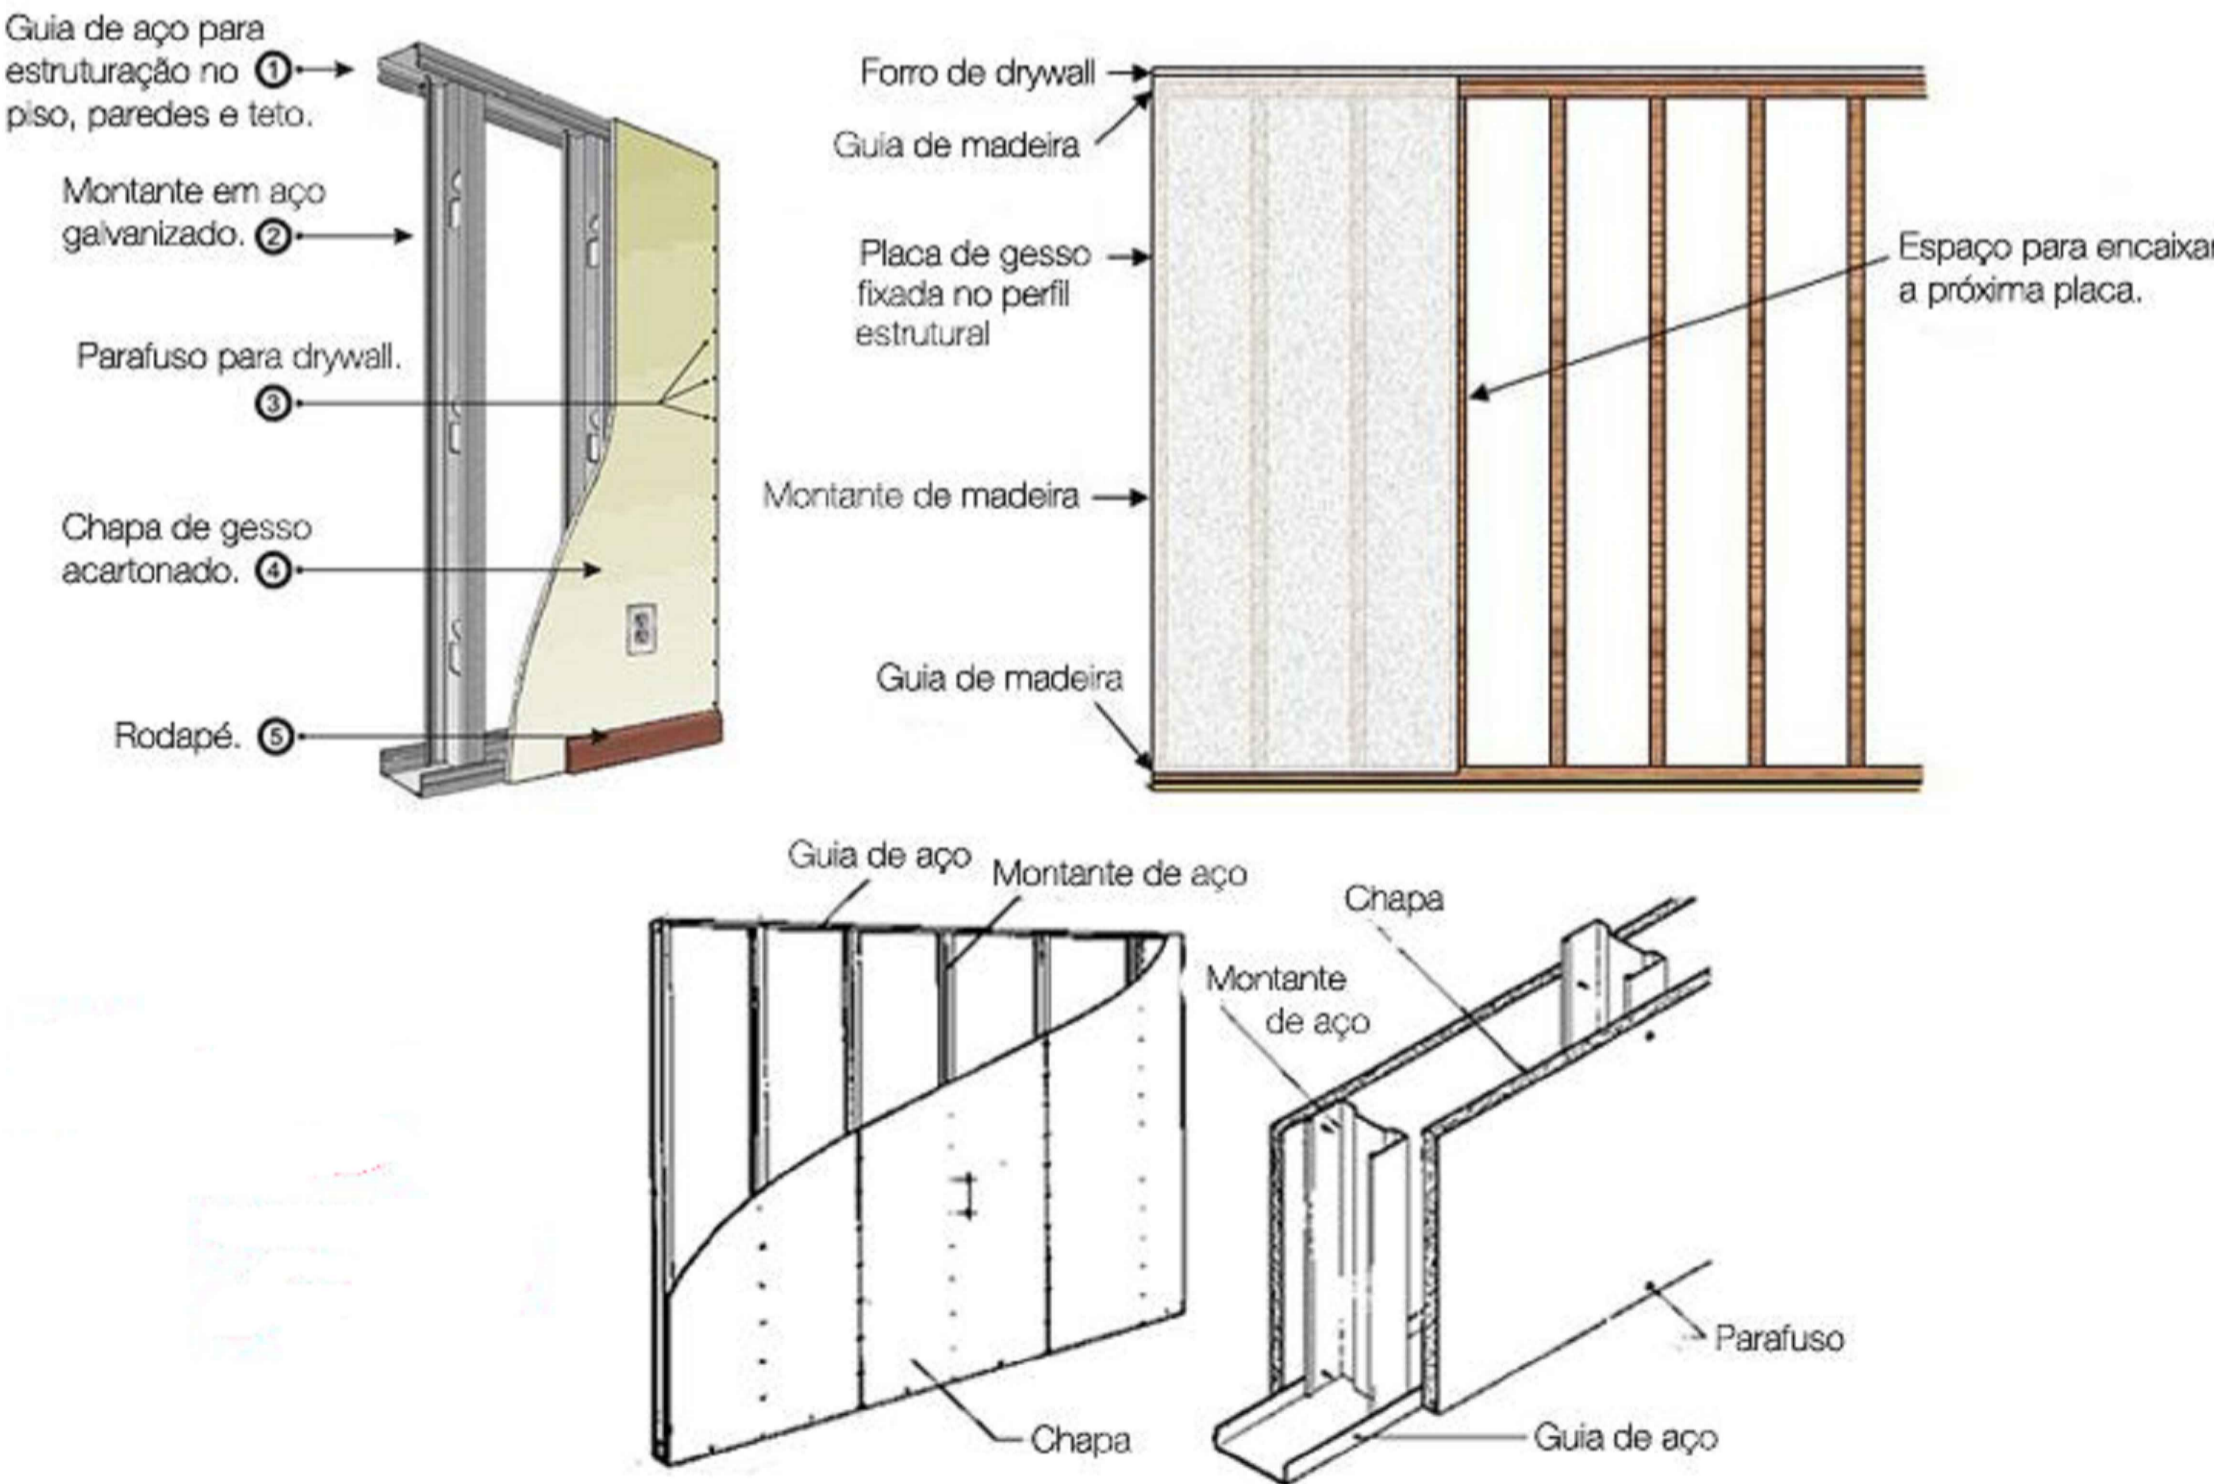 Guia de aço para
estruturação no ①
piso, paredes e teto.
Montante em aço
galvanizado. ②
Parafuso para drywall.
③
Chapa de gesso
acartonado. ④
Rodapé. ⑤
Forro de drywall
Guia de madeira
Placa de gesso
fixada no perfil
estrutural
Montante de madeira
Guia de madeira
Espaço para encaixar
a próxima placa.
Guia de aço
Montante de aço
Chapa
Chapa
Montante
de aço
Parafuso
Guia de aço